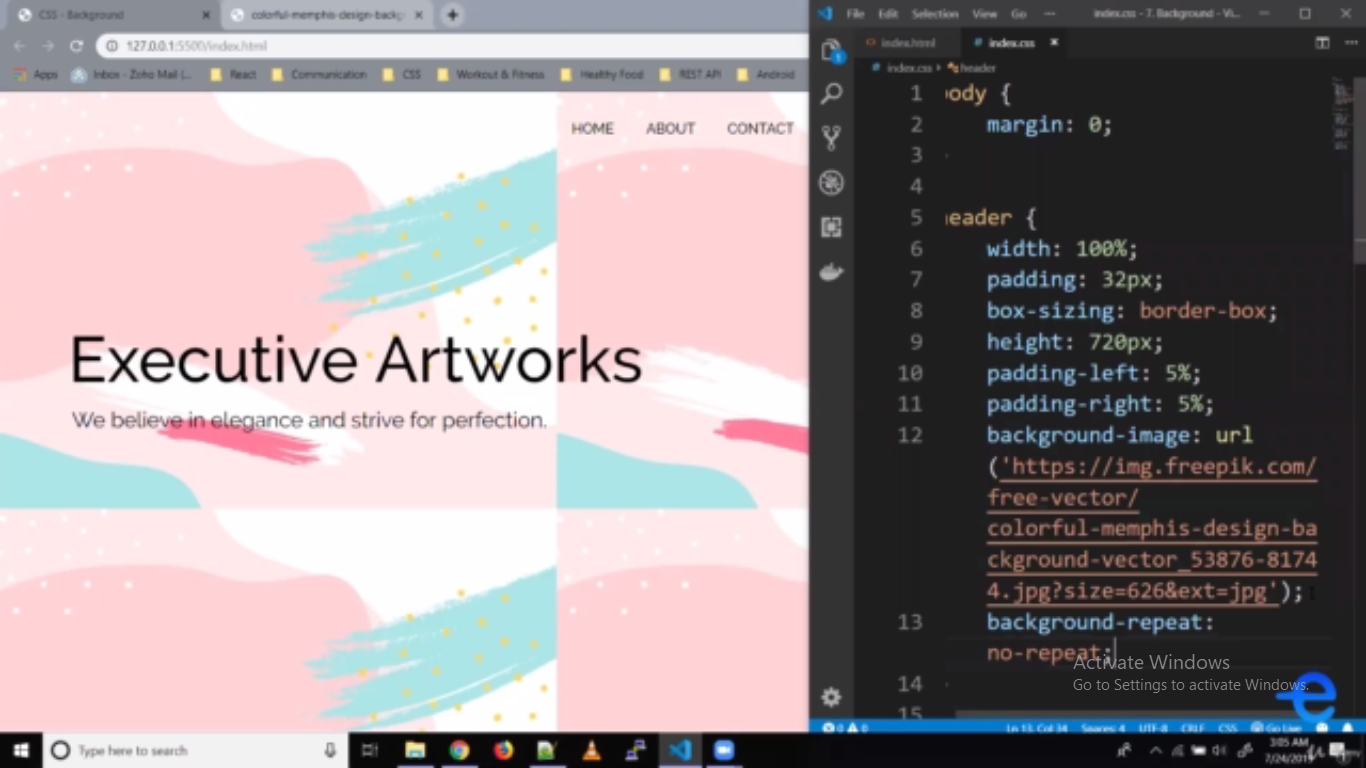 CSS - Background
colorful-memphis-design-backg
127.0.0.1:5500/index.html
Apps
Inbox - Zoho Mail (...
React
Communication
CSS
Workout & Fitness
Healthy Food
REST API
Android
HOME ABOUT CONTACT
Executive Artworks
We believe in elegance and strive for perfection.
File Edit Selection View Go ···
index.css - 7. Background - Vi...
index.html
index.css
index.css › header
1 ody {
2 margin: 0;
3
4
5 eader {
6 width: 100%;
7 padding: 32px;
8 box-sizing: border-box;
9 height: 720px;
10 padding-left: 5%;
11 padding-right: 5%;
12 background-image: url
('https://img.freepik.com/
free-vector/
colorful-memphis-design-ba
ckground-vector_53876-8174
4.jpg?size=626&ext=jpg');
13 background-repeat:
no-repeat;
14
15
Activate Windows
Go to Settings to activate Windows.
0 0
Ln 13, Col 34 Spaces: 4 UTF-8 CRLF CSS Go Live
Type here to search
3:05 AM